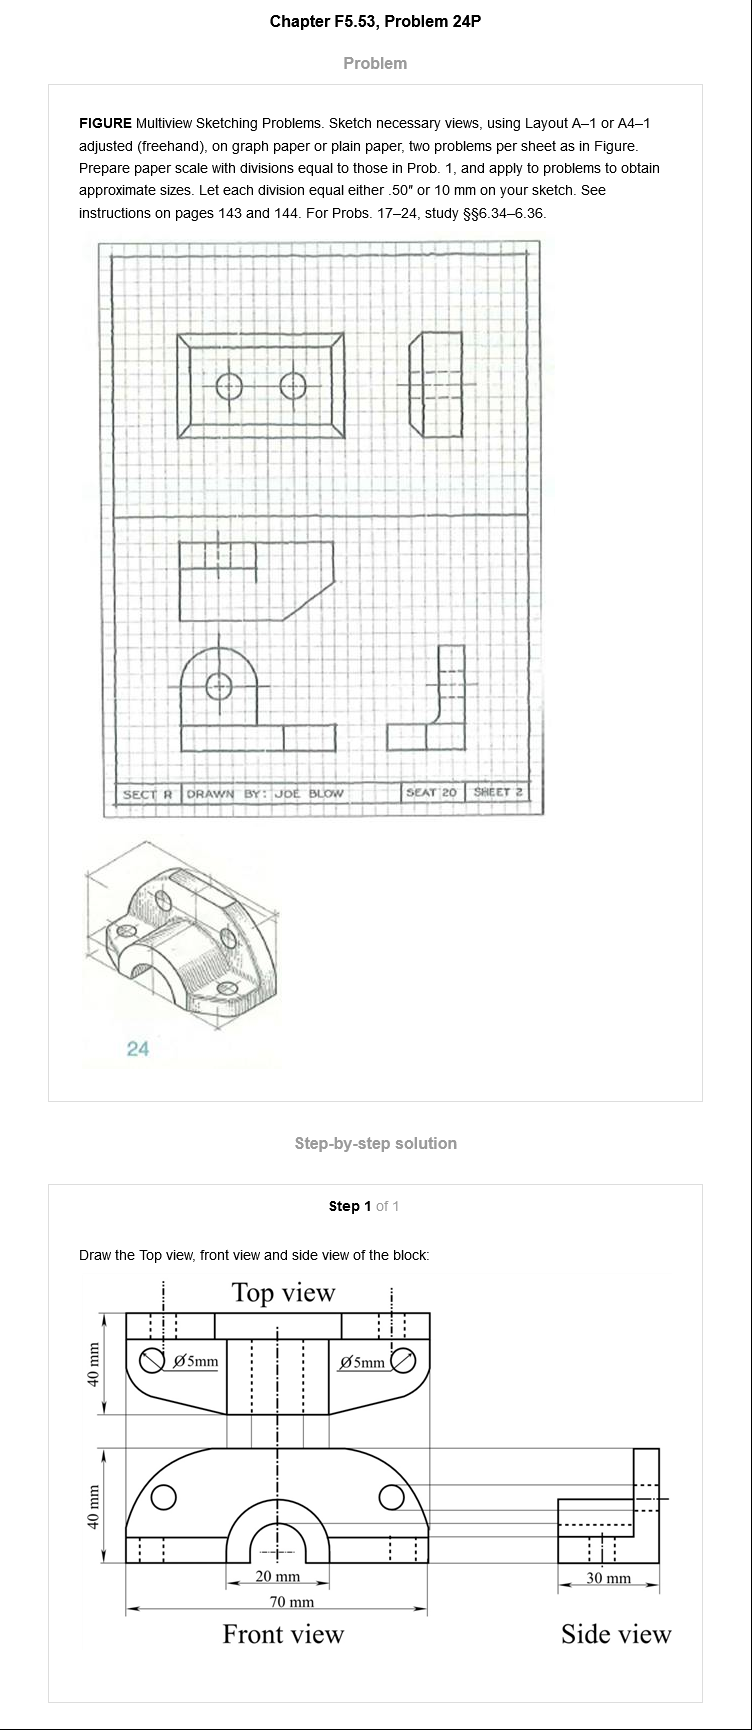 Chapter F5.53, Problem 24P
Problem
FIGURE Multiview Sketching Problems. Sketch necessary views, using Layout A–1 or A4–1
adjusted (freehand), on graph paper or plain paper, two problems per sheet as in Figure.
Prepare paper scale with divisions equal to those in Prob. 1, and apply to problems to obtain
approximate sizes. Let each division equal either .50″ or 10 mm on your sketch. See
instructions on pages 143 and 144. For Probs. 17–24, study §§6.34–6.36.
SECT R DRAWN BY: JOE BLOW SEAT 20 SHEET 2
24
Step-by-step solution
Step 1 of 1
Draw the Top view, front view and side view of the block:
Top view
40 mm
Ø5mm Ø5mm
40 mm
20 mm 30 mm
70 mm
Front view Side view